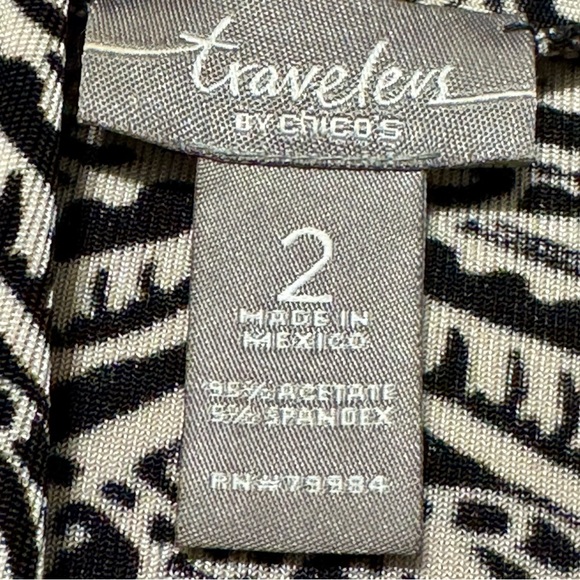 travelers
BY CHICO'S
2
MADE IN
MEXICO
95% ACETATE
5% SPANDEX
RN#79984